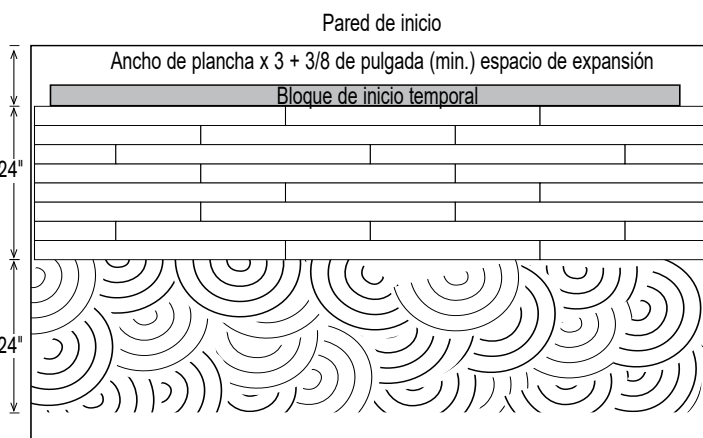 Pared de inicio
Ancho de plancha x 3 + 3/8 de pulgada (min.) espacio de expansión
Bloque de inicio temporal
24"
24"